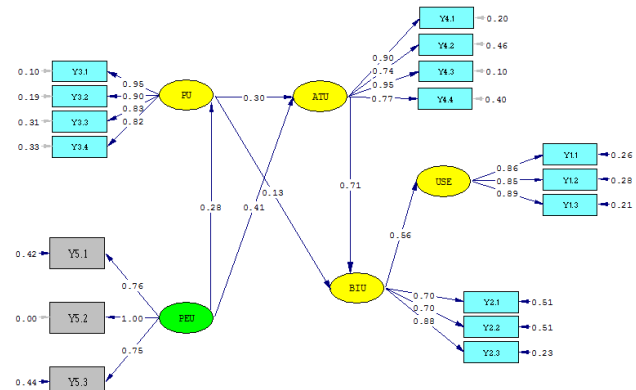 Y4.1
0.20
Y4.2
0.46
Y4.3
0.10
Y4.4
0.40
0.90
0.74
0.95
0.77
0.10
Y3.1
0.19
Y3.2
0.31
Y3.3
0.33
Y3.4
0.95
0.90
0.83
0.82
PU
0.30
ATU
0.28
0.41
0.13
0.71
USE
0.86
0.85
0.89
Y1.1
0.26
Y1.2
0.28
Y1.3
0.21
0.56
0.42
Y5.1
0.00
Y5.2
0.44
Y5.3
0.76
1.00
0.75
PEU
BIU
0.70
0.70
0.88
Y2.1
0.51
Y2.2
0.51
Y2.3
0.23